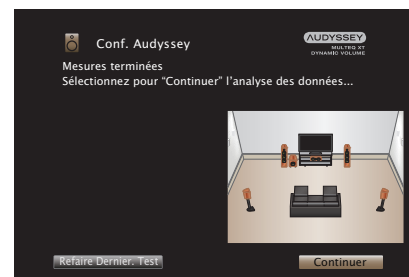 Conf. Audyssey
AUDYSSEY
MULTEQ XT
DYNAMIC VOLUME
Mesures terminées
Sélectionnez pour “Continuer” l’analyse des données...
Refaire Dernier. Test
Continuer